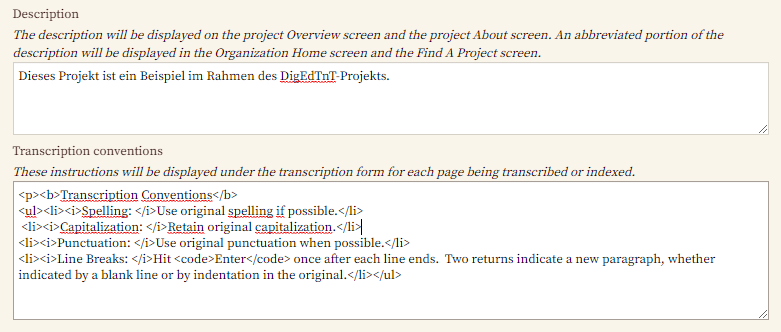 Description
The description will be displayed on the project Overview screen and the project About screen. An abbreviated portion of the
description will be displayed in the Organization Home screen and the Find A Project screen.
Dieses Projekt ist ein Beispiel im Rahmen des DigEdTnT-Projekts.
Transcription conventions
These instructions will be displayed under the transcription form for each page being transcribed or indexed.
<p><b>Transcription Conventions</b>
<ul><li><i>Spelling: </i>Use original spelling if possible.</li>
 <li><i>Capitalization: </i>Retain original capitalization.</li>
<li><i>Punctuation: </i>Use original punctuation when possible.</li>
<li><i>Line Breaks: </i>Hit <code>Enter</code> once after each line ends.  Two returns indicate a new paragraph, whether
indicated by a blank line or by indentation in the original.</li></ul>